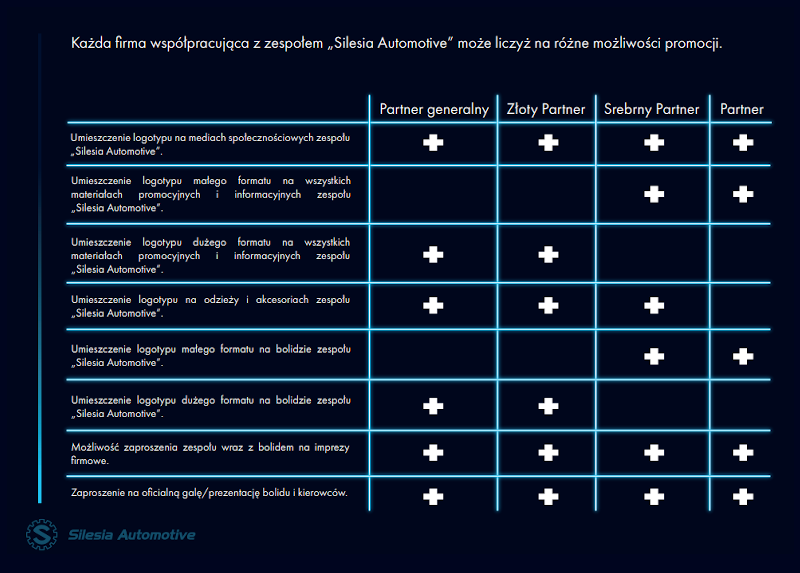 Każda firma współpracująca z zespołem „Silesia Automotive” może liczyż na różne możliwości promocji.
Partner generalny Złoty Partner Srebrny Partner Partner
Umieszczenie logotypu na mediach społecznościowych zespołu
„Silesia Automotive”.
Umieszczenie logotypu małego formatu na wszystkich
materiałach promocyjnych i informacyjnych zespołu
„Silesia Automotive”.
Umieszczenie logotypu dużego formatu na wszystkich
materiałach promocyjnych i informacyjnych zespołu
„Silesia Automotive”.
Umieszczenie logotypu na odzieży i akcesoriach zespołu
„Silesia Automotive”.
Umieszczenie logotypu małego formatu na bolidzie zespołu
„Silesia Automotive”.
Umieszczenie logotypu dużego formatu na bolidzie zespołu
„Silesia Automotive”.
Możliwość zaproszenia zespołu wraz z bolidem na imprezy
firmowe.
Zaproszenie na oficjalną galę/prezentację bolidu i kierowców.
S Silesia Automotive